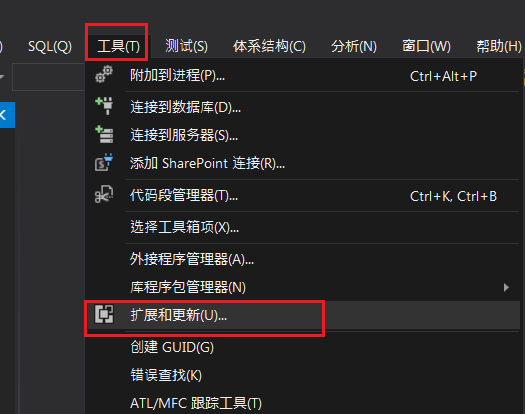 ) SQL(Q) 工具(T) 测试(S) 体系结构(C) 分析(N) 窗口(W) 帮助(H)
附加到进程(P)... Ctrl+Alt+P
连接到数据库(D)...
连接到服务器(S)...
添加 SharePoint 连接(R)...
代码段管理器(T)... Ctrl+K, Ctrl+B
选择工具箱项(X)...
外接程序管理器(A)...
库程序包管理器(N)
扩展和更新(U)...
创建 GUID(G)
错误查找(K)
ATL/MFC 跟踪工具(T)